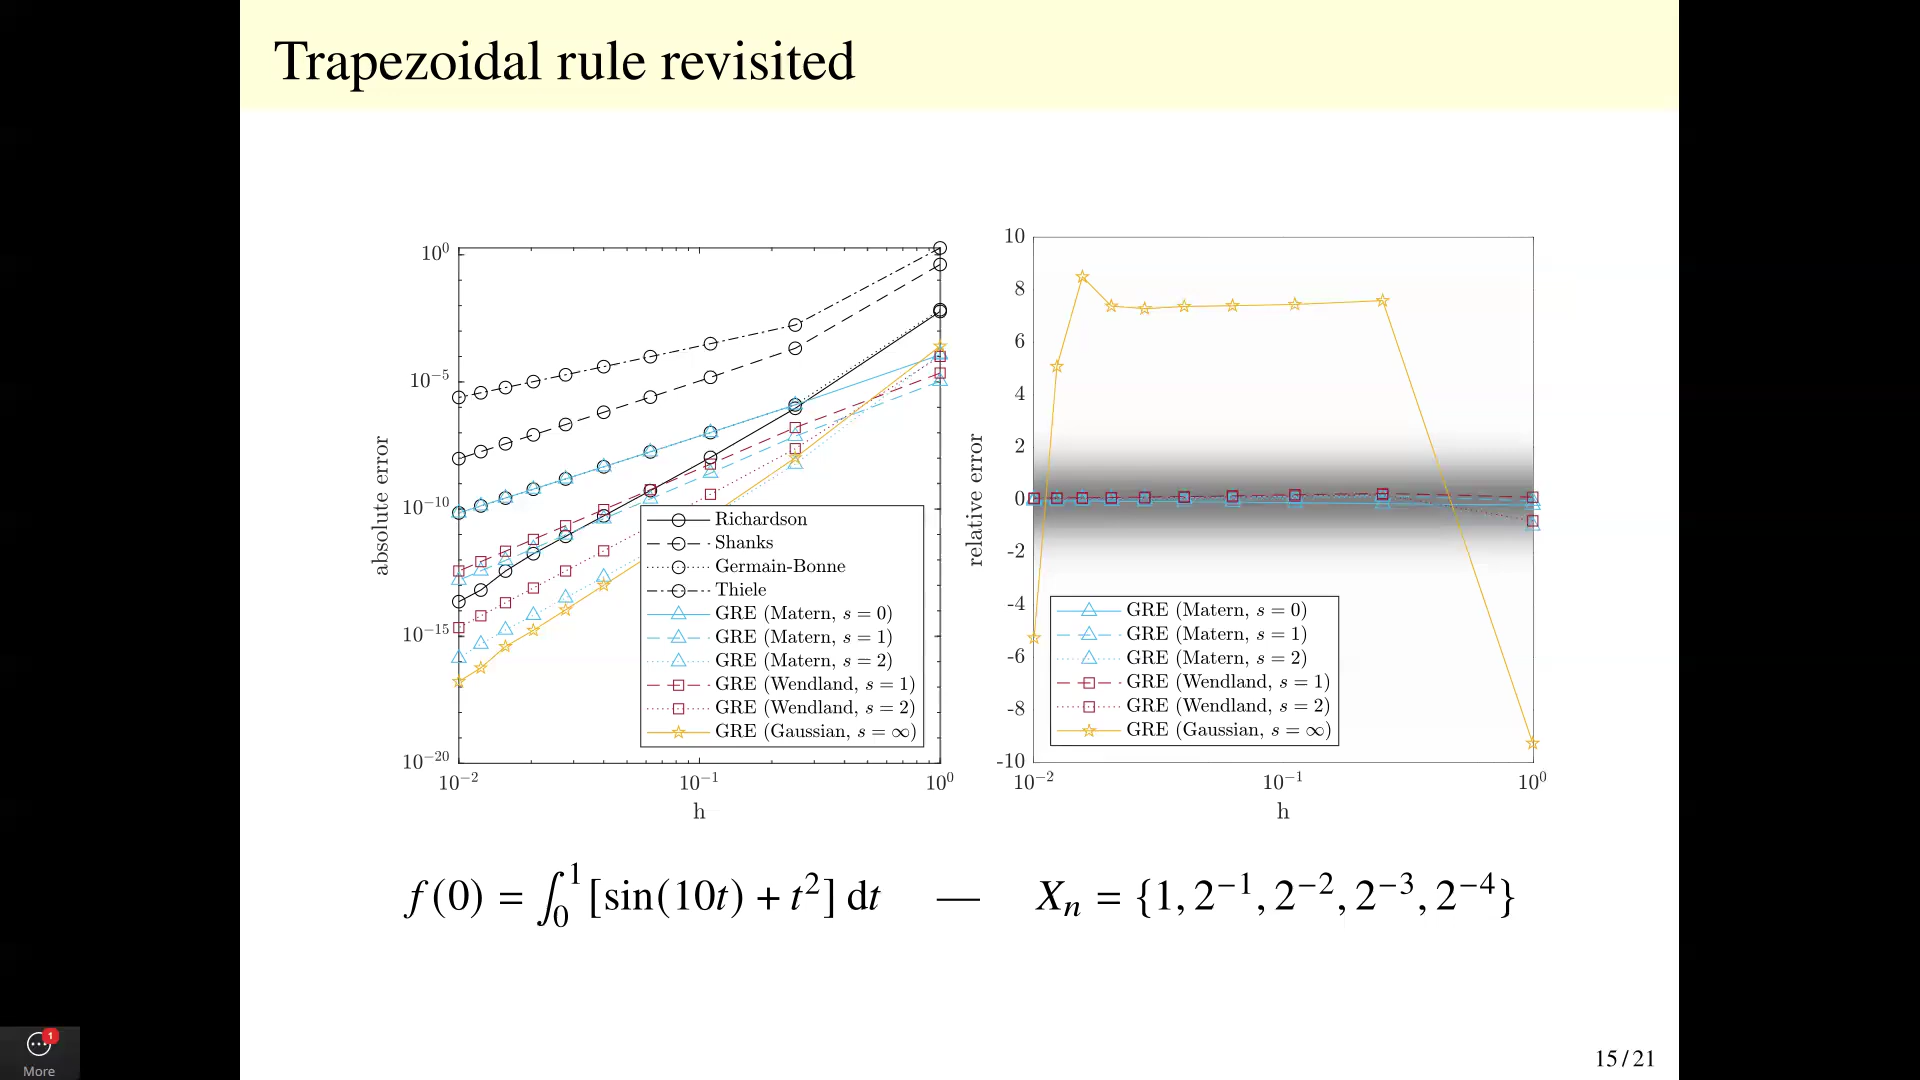 Trapezoidal rule revisited
absolute error
10⁰
10⁻⁵
10⁻¹⁰
10⁻¹⁵
10⁻²⁰
10⁻²
10⁻¹
10⁰
h
Richardson
Shanks
Germain-Bonne
Thiele
GRE (Matern, s = 0)
GRE (Matern, s = 1)
GRE (Matern, s = 2)
GRE (Wendland, s = 1)
GRE (Wendland, s = 2)
GRE (Gaussian, s = ∞)
relative error
10
8
6
4
2
0
-2
-4
-6
-8
-10
10⁻²
10⁻¹
10⁰
h
GRE (Matern, s = 0)
GRE (Matern, s = 1)
GRE (Matern, s = 2)
GRE (Wendland, s = 1)
GRE (Wendland, s = 2)
GRE (Gaussian, s = ∞)
f(0) = ∫₀¹ [sin(10t) + t²] dt — Xₙ = {1, 2⁻¹, 2⁻², 2⁻³, 2⁻⁴}
1
More
15 / 21